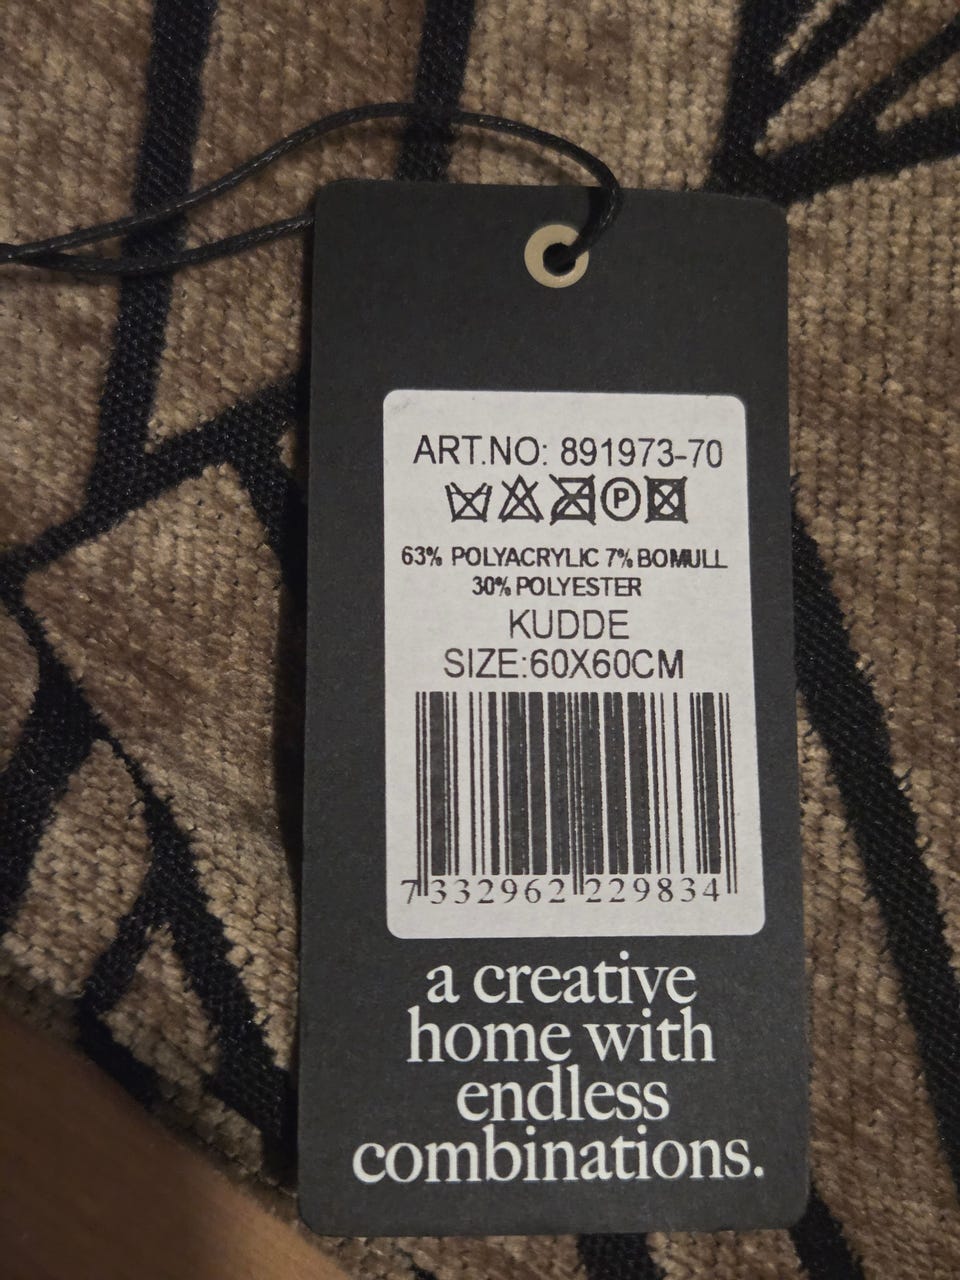 ART.NO: 891973-70
P
63% POLYACRYLIC 7% BOMULL
30% POLYESTER
KUDDE
SIZE:60X60CM
7 332962 229834
a creative
home with
endless
combinations.